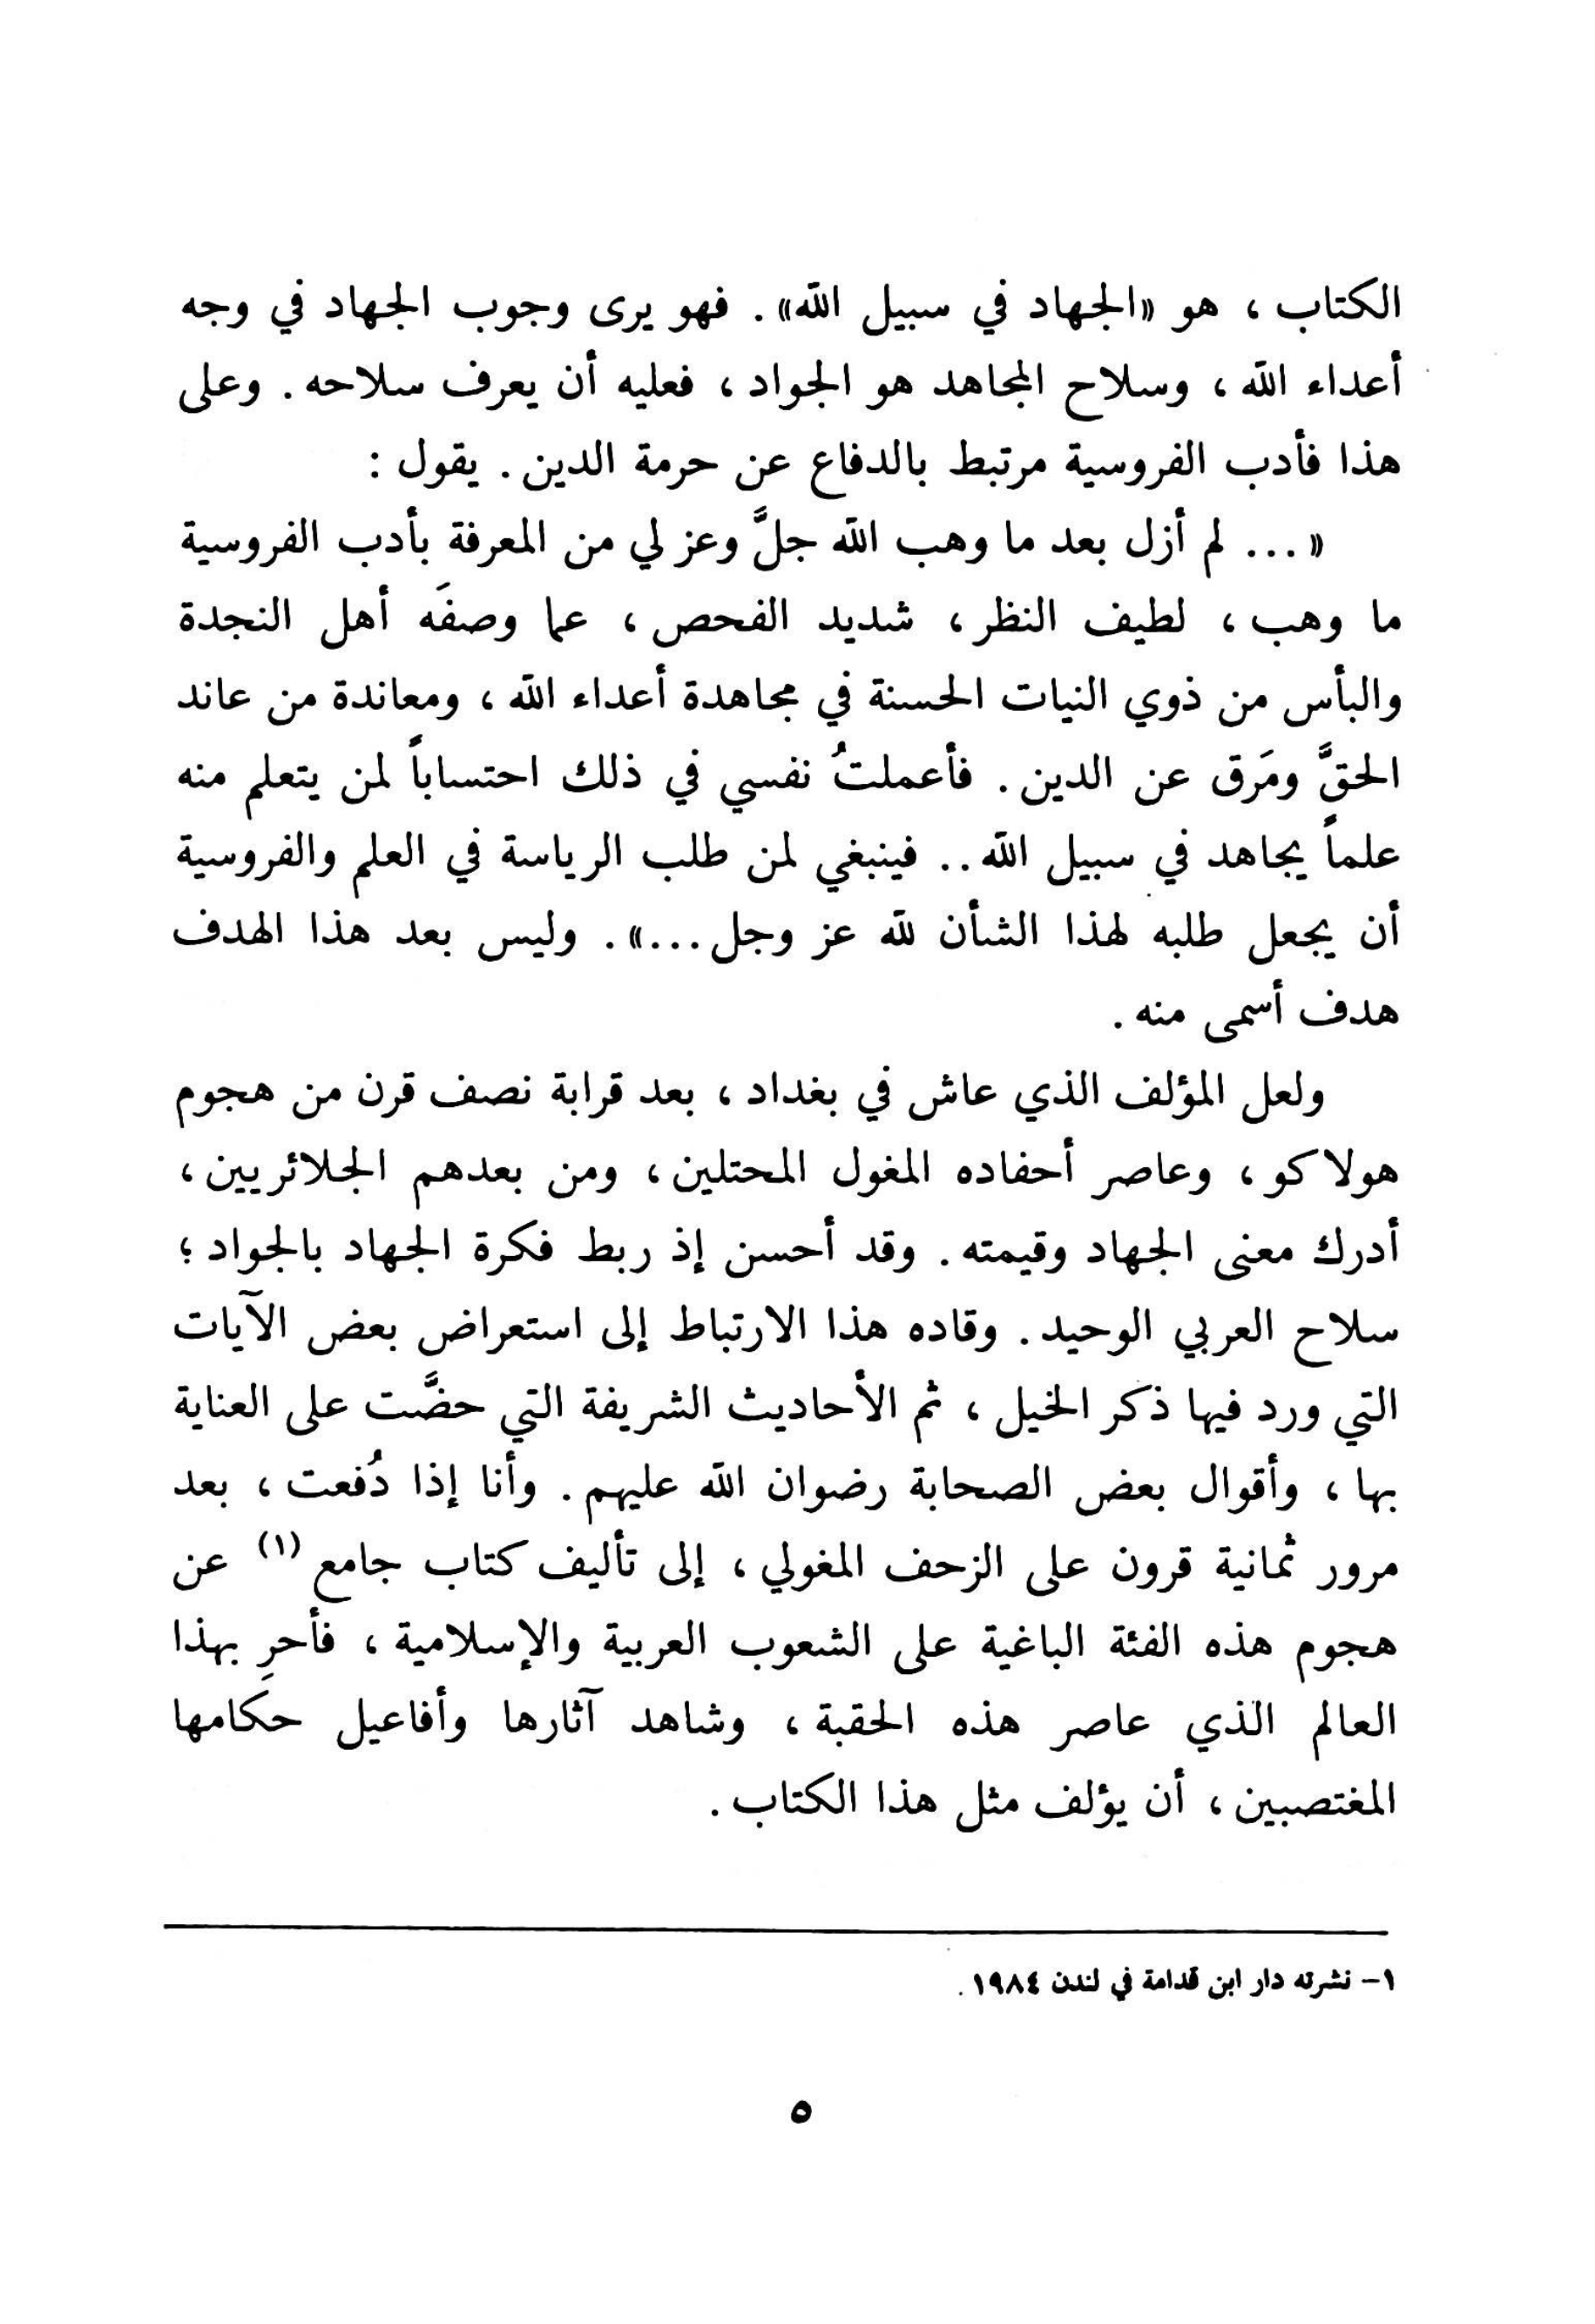 الكتاب ، هو «الجهاد في سبيل الله» . فهو يرى وجوب الجهاد في وجه
أعداء الله ، وسلاح المجاهد هو الجواد ، فعليه أن يعرف سلاحه . وعلى
هذا فأدب الفروسية مرتبط بالدفاع عن حرمة الدين . يقول :
« ... لم أزل بعد ما وهب الله جلَّ وعز لي من المعرفة بأدب الفروسية
ما وهب ، لطيف النظر ، شديد الفحص ، عما وصفَه أهل النجدة
والبأس من ذوي النيات الحسنة في مجاهدة أعداء الله ، ومعاندة من عاند
الحقَّ ومَرق عن الدين . فأعملتُ نفسي في ذلك احتساباً لمن يتعلم منه
علماً يجاهد في سبيل الله .. فينبغي لمن طلب الرياسة في العلم والفروسية
أن يجعل طلبه لهذا الشأن لله عز وجل ...» . وليس بعد هذا الهدف
هدف أسمى منه .
ولعل المؤلف الذي عاش في بغداد ، بعد قرابة نصف قرن من هجوم
هولاكو ، وعاصر أحفاده المغول المحتلين ، ومن بعدهم الجلائريين ،
أدرك معنى الجهاد وقيمته . وقد أحسن إذ ربط فكرة الجهاد بالجواد ؛
سلاح العربي الوحيد . وقاده هذا الارتباط إلى استعراض بعض الآيات
التي ورد فيها ذكر الخيل ، ثم الأحاديث الشريفة التي حضَّت على العناية
بها ، وأقوال بعض الصحابة رضوان الله عليهم . وأنا إذا دُفعت ، بعد
مرور ثمانية قرون على الزحف المغولي ، إلى تأليف كتاب جامع (١) عن
هجوم هذه الفئة الباغية على الشعوب العربية والإسلامية ، فأحرِ بهذا
العالم الذي عاصر هذه الحقبة ، وشاهد آثارها وأفاعيل حكامها
المغتصبين ، أن يؤلف مثل هذا الكتاب .
١- نشرته دار ابن قدامة في لندن ١٩٨٤ .
٥